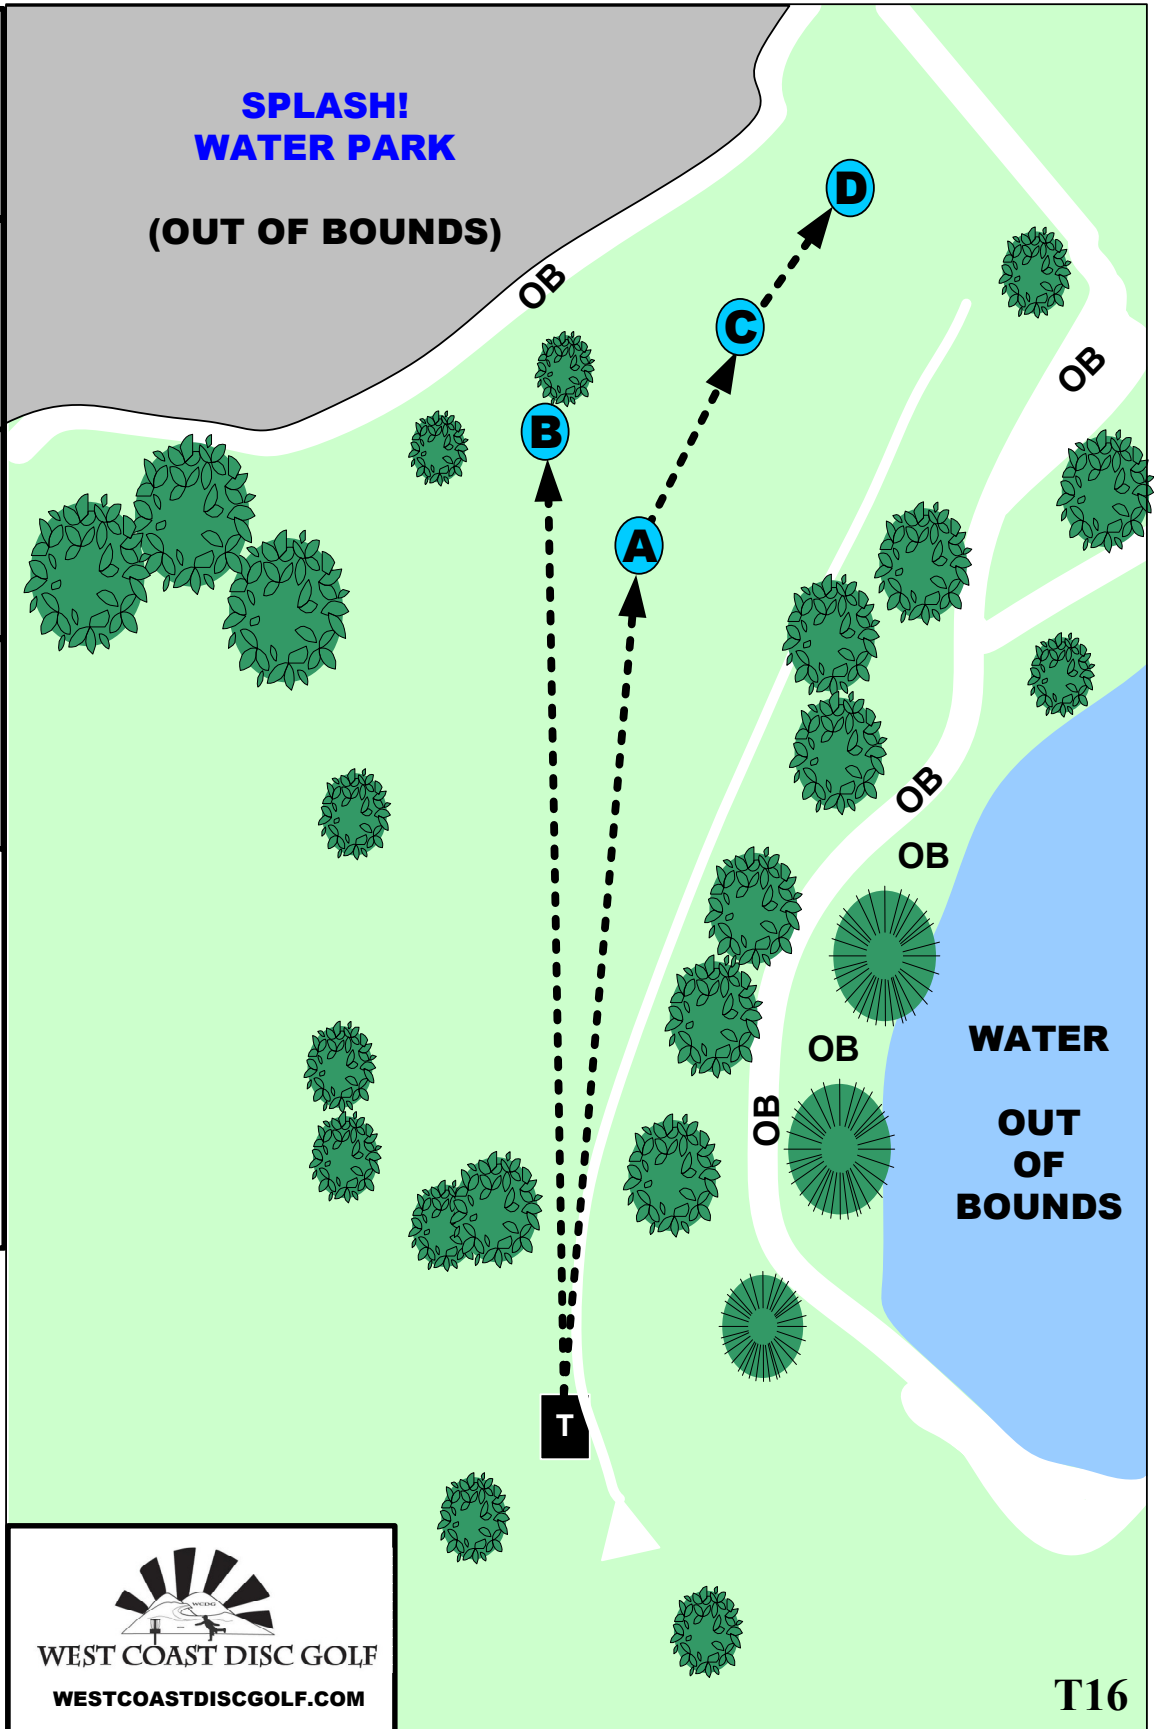 SPLASH!
WATER PARK
(OUT OF BOUNDS)
D
OB
C
OB
B
A
OB
OB
WATER
OB
OB
OUT
OF
BOUNDS
T
WCDG
WEST COAST DISC GOLF
WESTCOASTDISCGOLF.COM
T16